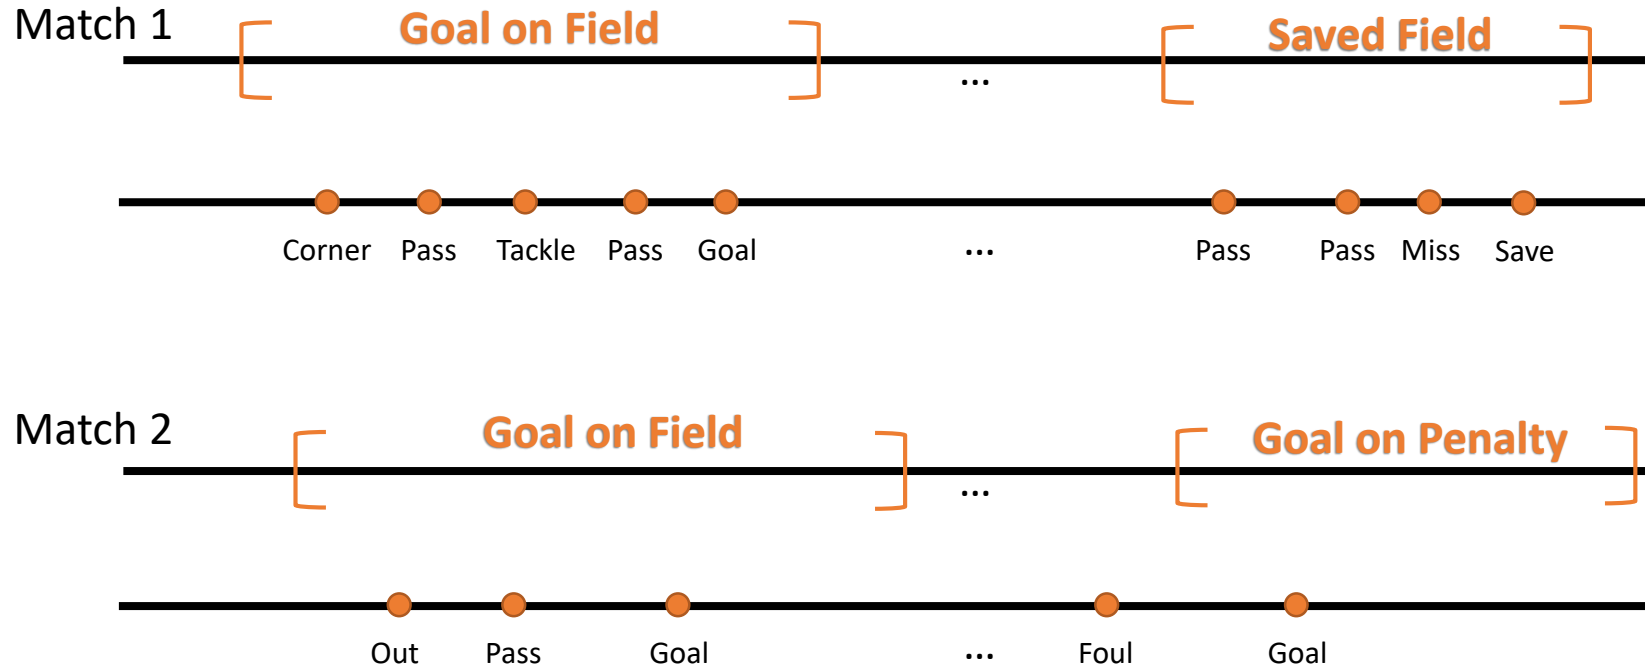 Match 1
Goal on Field
Saved Field
...
Corner Pass Tackle Pass Goal ... Pass Pass Miss Save
Match 2
Goal on Field
Goal on Penalty
...
Out Pass Goal ... Foul Goal